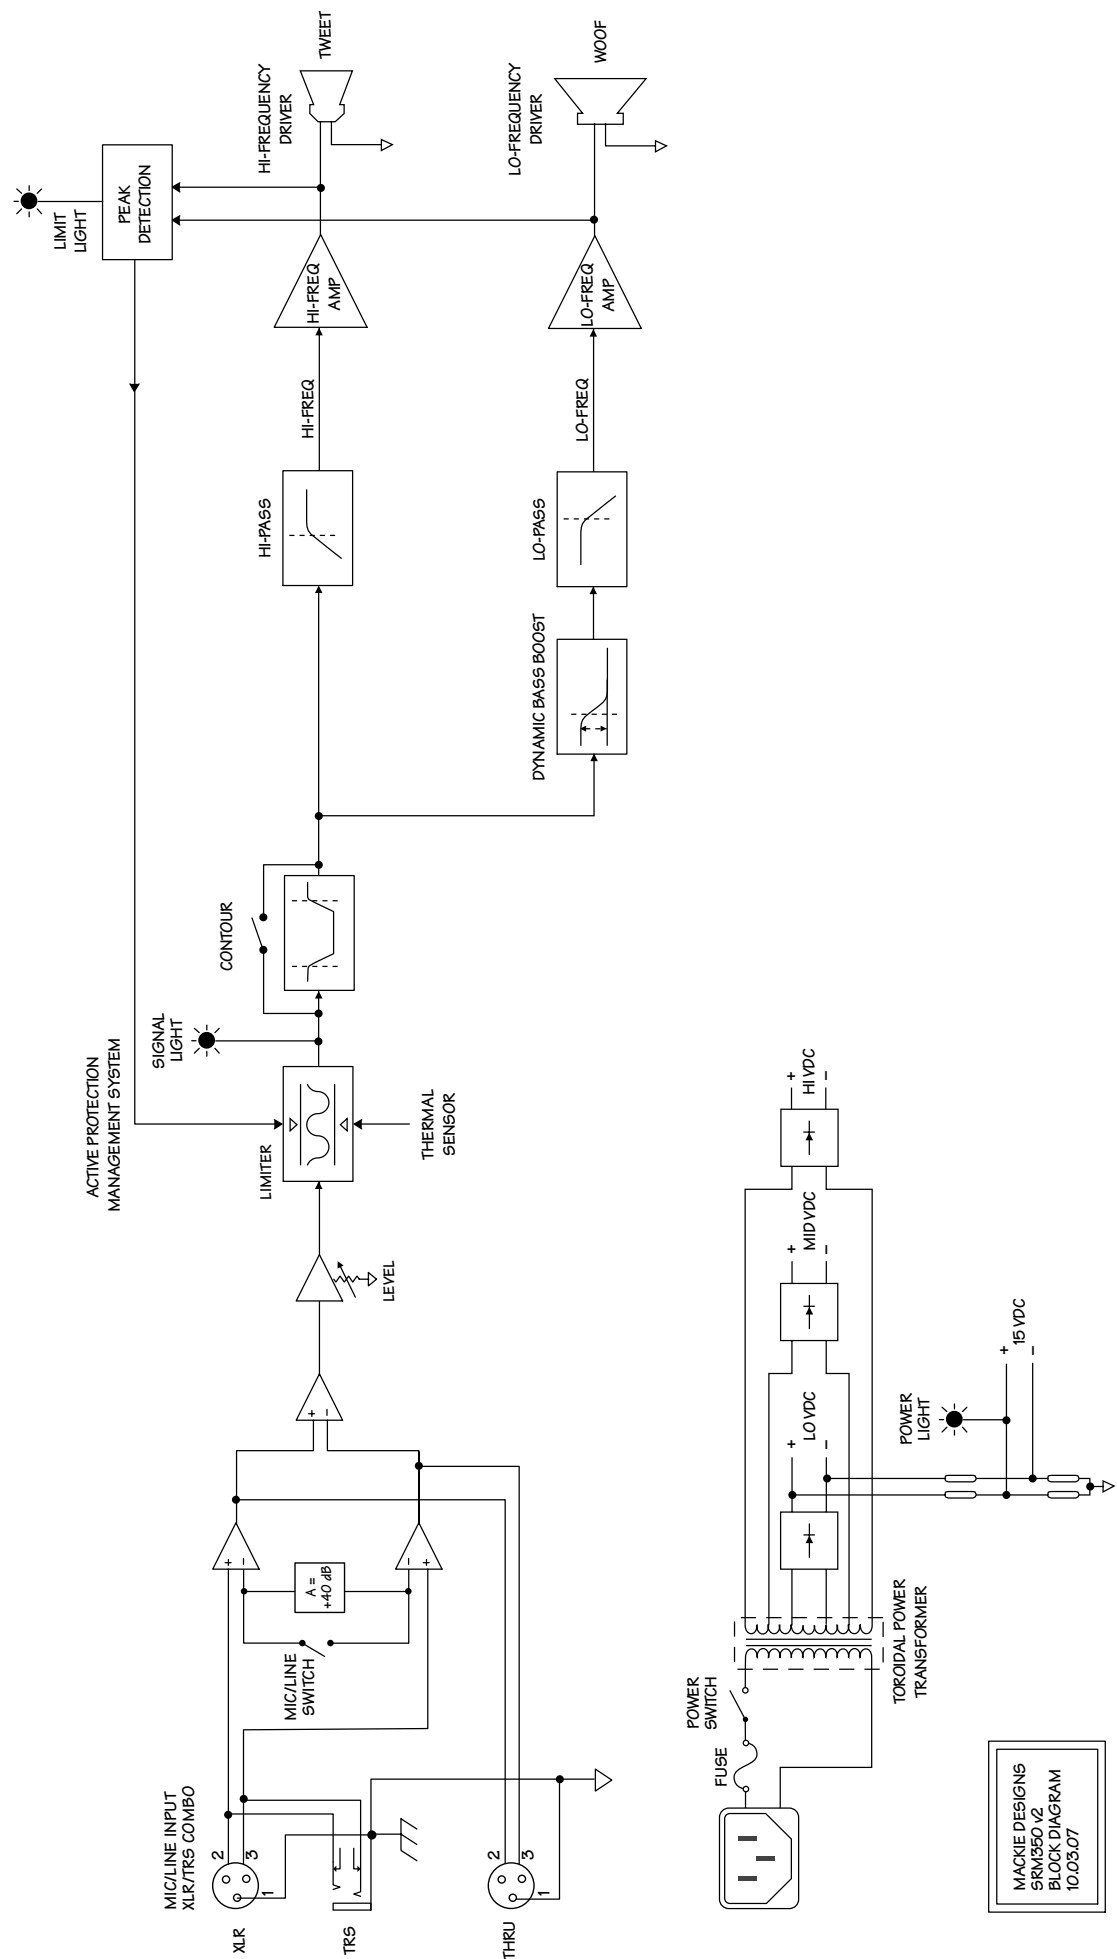 MIC/LINE INPUT
XLR/TRS COMBO
XLR
2
3
1
TRS
THRU
2
3
1
MIC/LINE
SWITCH
A =
+40 dB
+
−
−
+
+
−
LEVEL
ACTIVE PROTECTION
MANAGEMENT SYSTEM
LIMITER
THERMAL
SENSOR
SIGNAL
LIGHT
CONTOUR
HI-PASS
HI-FREQ
HI-FREQ
AMP
HI-FREQUENCY
DRIVER
TWEET
LIMIT
LIGHT
PEAK
DETECTION
DYNAMIC BASS BOOST
LO-PASS
LO-FREQ
LO-FREQ
AMP
LO-FREQUENCY
DRIVER
WOOF
FUSE
POWER
SWITCH
TOROIDAL POWER
TRANSFORMER
+
LO VDC
−
+
MID VDC
−
+
HI VDC
−
POWER
LIGHT
+
15 VDC
−
MACKIE DESIGNS
SRM350 v2
BLOCK DIAGRAM
10.03.07